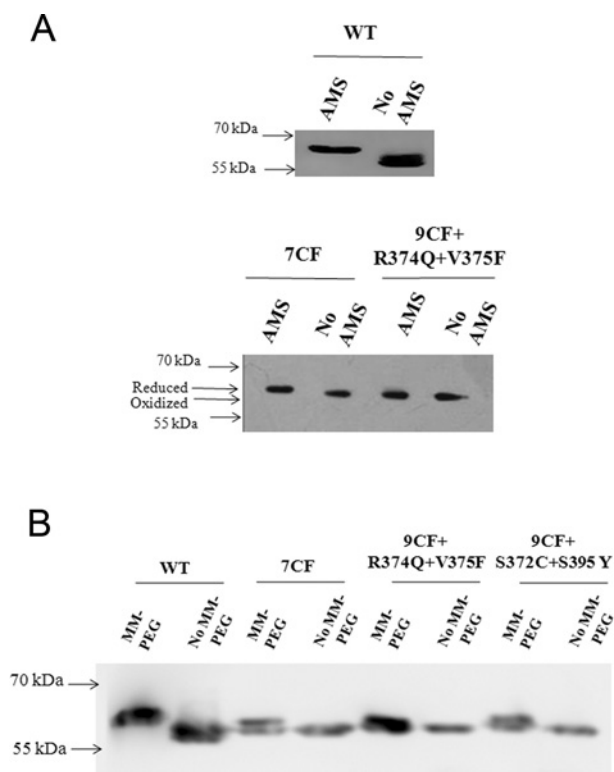 A
WT
AMS
No AMS
70 kDa
55 kDa
7CF
9CF+
R374Q+V375F
AMS
No AMS
AMS
No AMS
70 kDa
Reduced
Oxidized
55 kDa
B
WT
7CF
9CF+
R374Q+V375F
9CF+
S372C+S395 Y
MM-
PEG
No MM-
PEG
MM-
PEG
No MM-
PEG
MM-
PEG
No MM-
PEG
MM-
PEG
No MM-
PEG
70 kDa
55 kDa